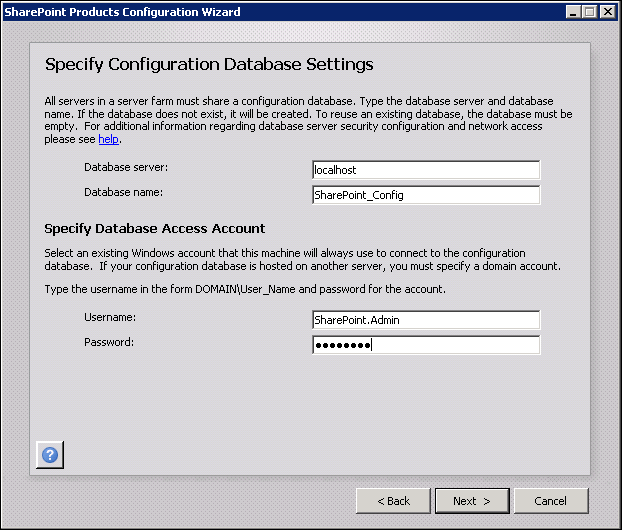 SharePoint Products Configuration Wizard
Specify Configuration Database Settings
All servers in a server farm must share a configuration database. Type the database server and database
name. If the database does not exist, it will be created. To reuse an existing database, the database must be
empty. For additional information regarding database server security configuration and network access
please see help.
Database server:
localhost
Database name:
SharePoint_Config
Specify Database Access Account
Select an existing Windows account that this machine will always use to connect to the configuration
database. If your configuration database is hosted on another server, you must specify a domain account.
Type the username in the form DOMAIN\User_Name and password for the account.
Username:
SharePoint.Admin
Password:
●●●●●●●●
?
< Back
Next >
Cancel